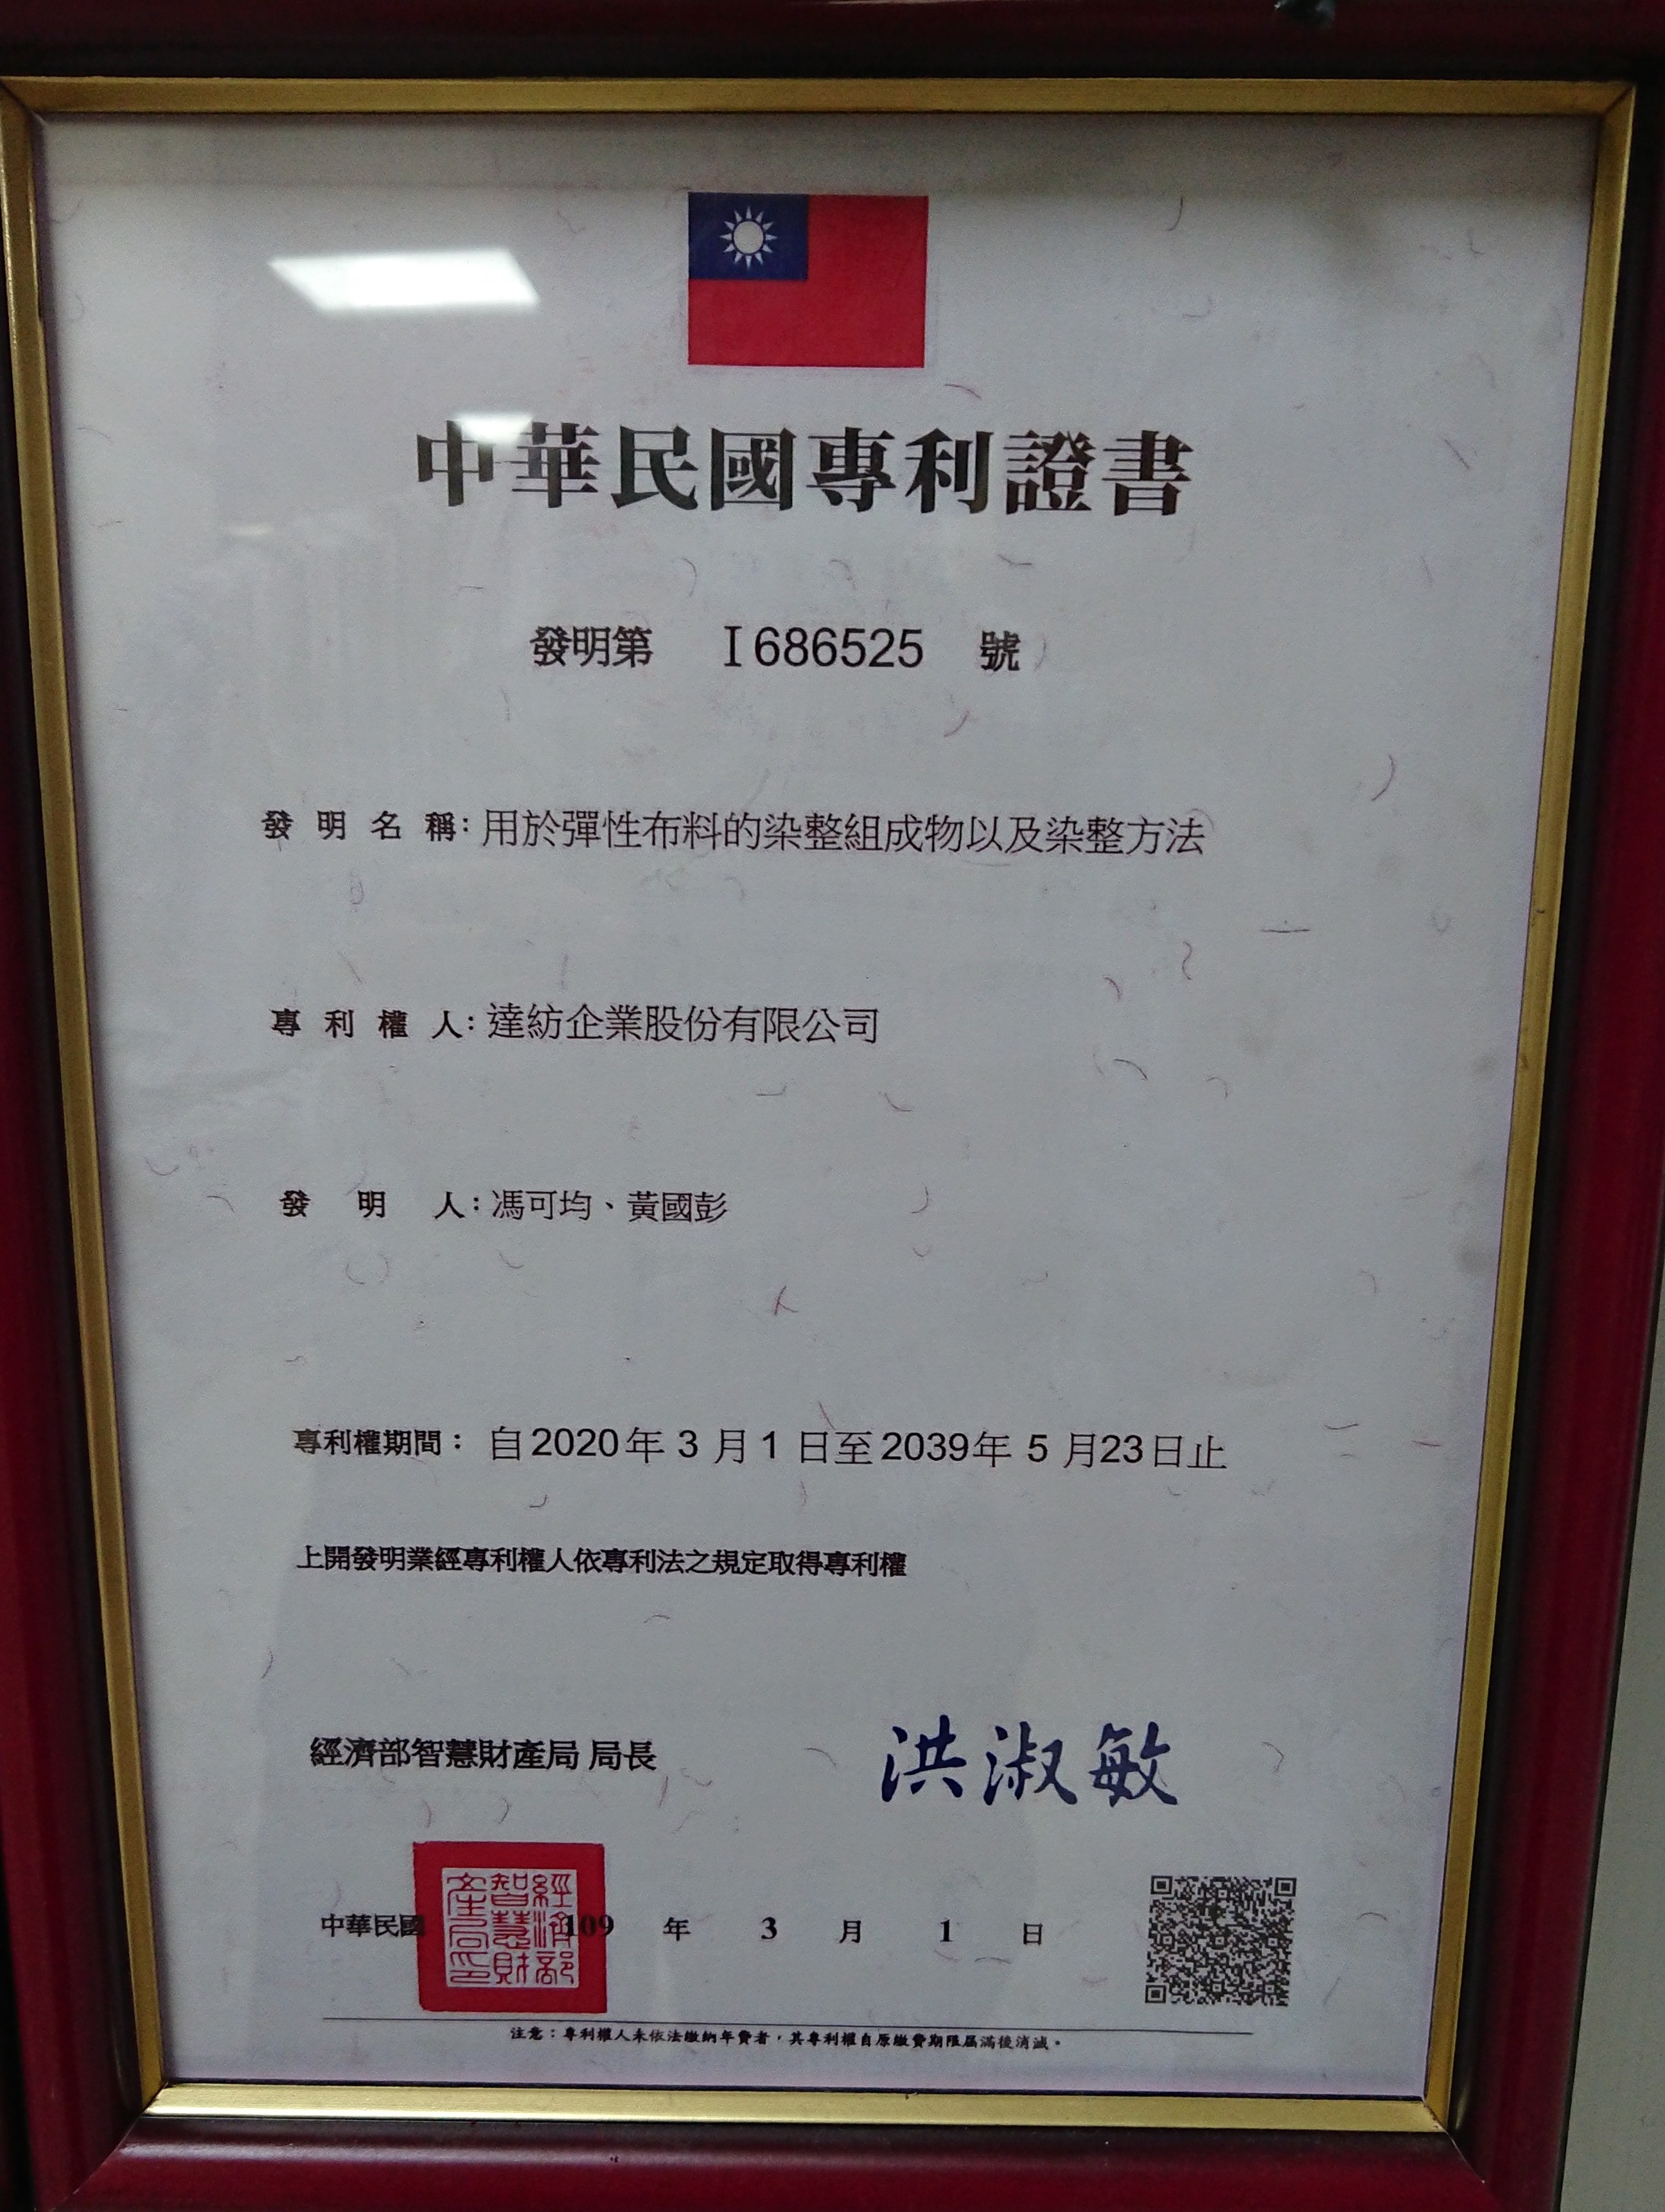 中華民國專利證書
發明第 I686525 號
發明名稱：用於彈性布料的染整組成物以及染整方法
專利權人：達紡企業股份有限公司
發明人：馮可均、黃國彭
專利權期間： 自2020年 3 月 1 日至 2039年 5 月23日止
上開發明業經專利權人依專利法之規定取得專利權
經濟部智慧財產局 局長 洪淑敏
經濟部智慧財產局印
中華民國 109 年 3 月 1 日
注意：專利權人未依法繳納年費者，其專利權自原繳費期限屆滿後消滅。